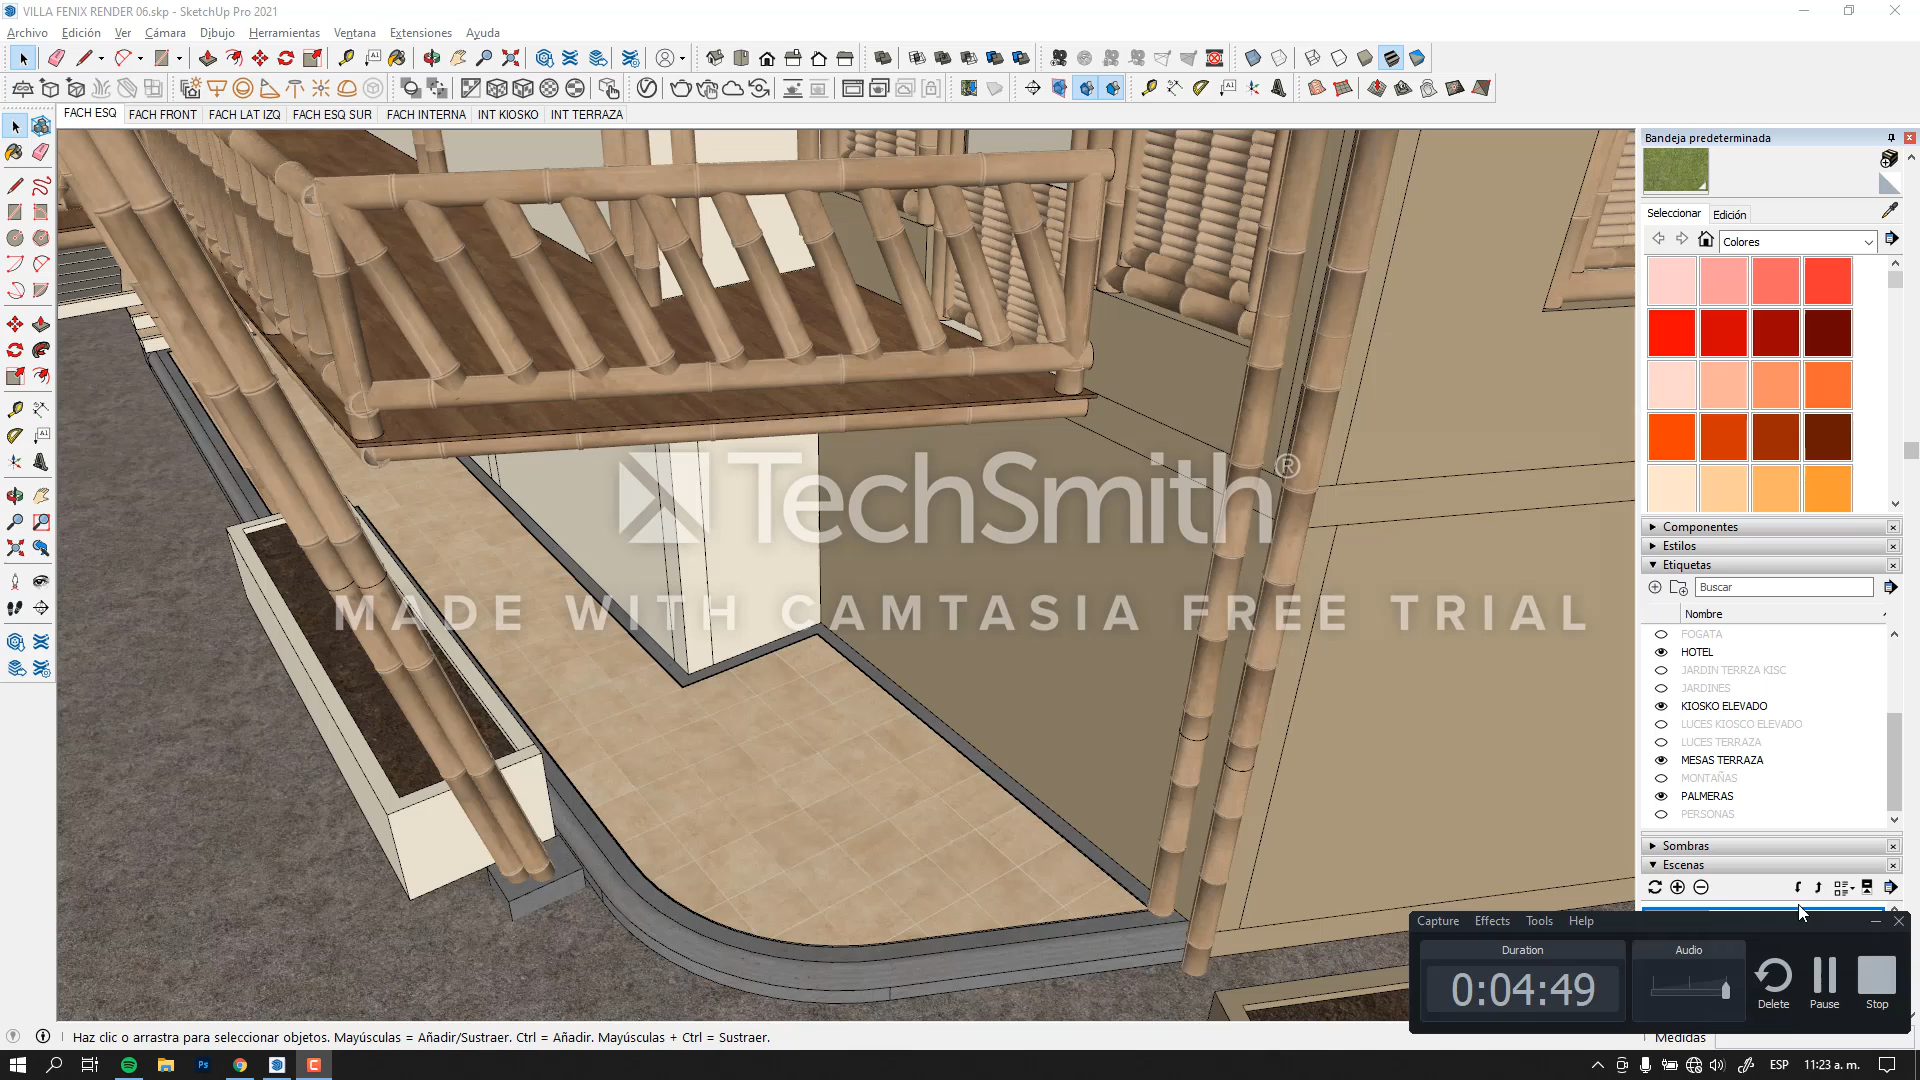 VILLA FENIX RENDER 06.skp - SketchUp Pro 2021
Archivo Edición Ver Cámara Dibujo Herramientas Ventana Extensiones Ayuda
FACH ESQ FACH FRONT FACH LAT IZQ FACH ESQ SUR FACH INTERNA INT KIOSKO INT TERRAZA
Bandeja predeterminada
Seleccionar Edición
Colores
Componentes
Estilos
Etiquetas
Buscar
Nombre
FOGATA
HOTEL
JARDIN TERRZA KISC
JARDINES
KIOSKO ELEVADO
LUCES KIOSCO ELEVADO
LUCES TERRAZA
MESAS TERRAZA
MONTAÑAS
PALMERAS
PERSONAS
Sombras
Escenas
TechSmith®
MADE WITH CAMTASIA FREE TRIAL
Capture Effects Tools Help
Duration Audio
0:04:49
Delete Pause Stop
Haz clic o arrastra para seleccionar objetos. Mayúsculas = Añadir/Sustraer. Ctrl = Añadir. Mayúsculas + Ctrl = Sustraer.
Medidas
Ps
ESP 11:23 a. m.